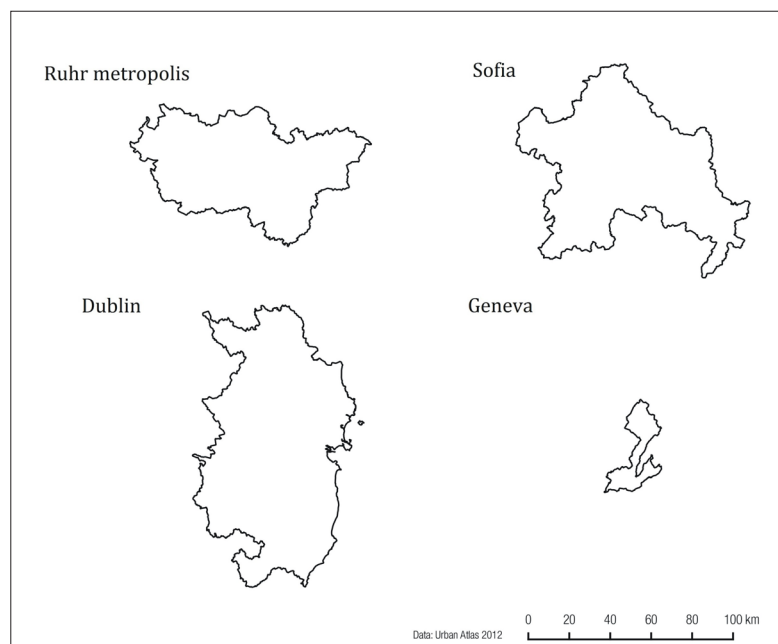 Ruhr metropolis
Sofia
Dublin
Geneva
Data: Urban Atlas 2012
0 20 40 60 80 100 km